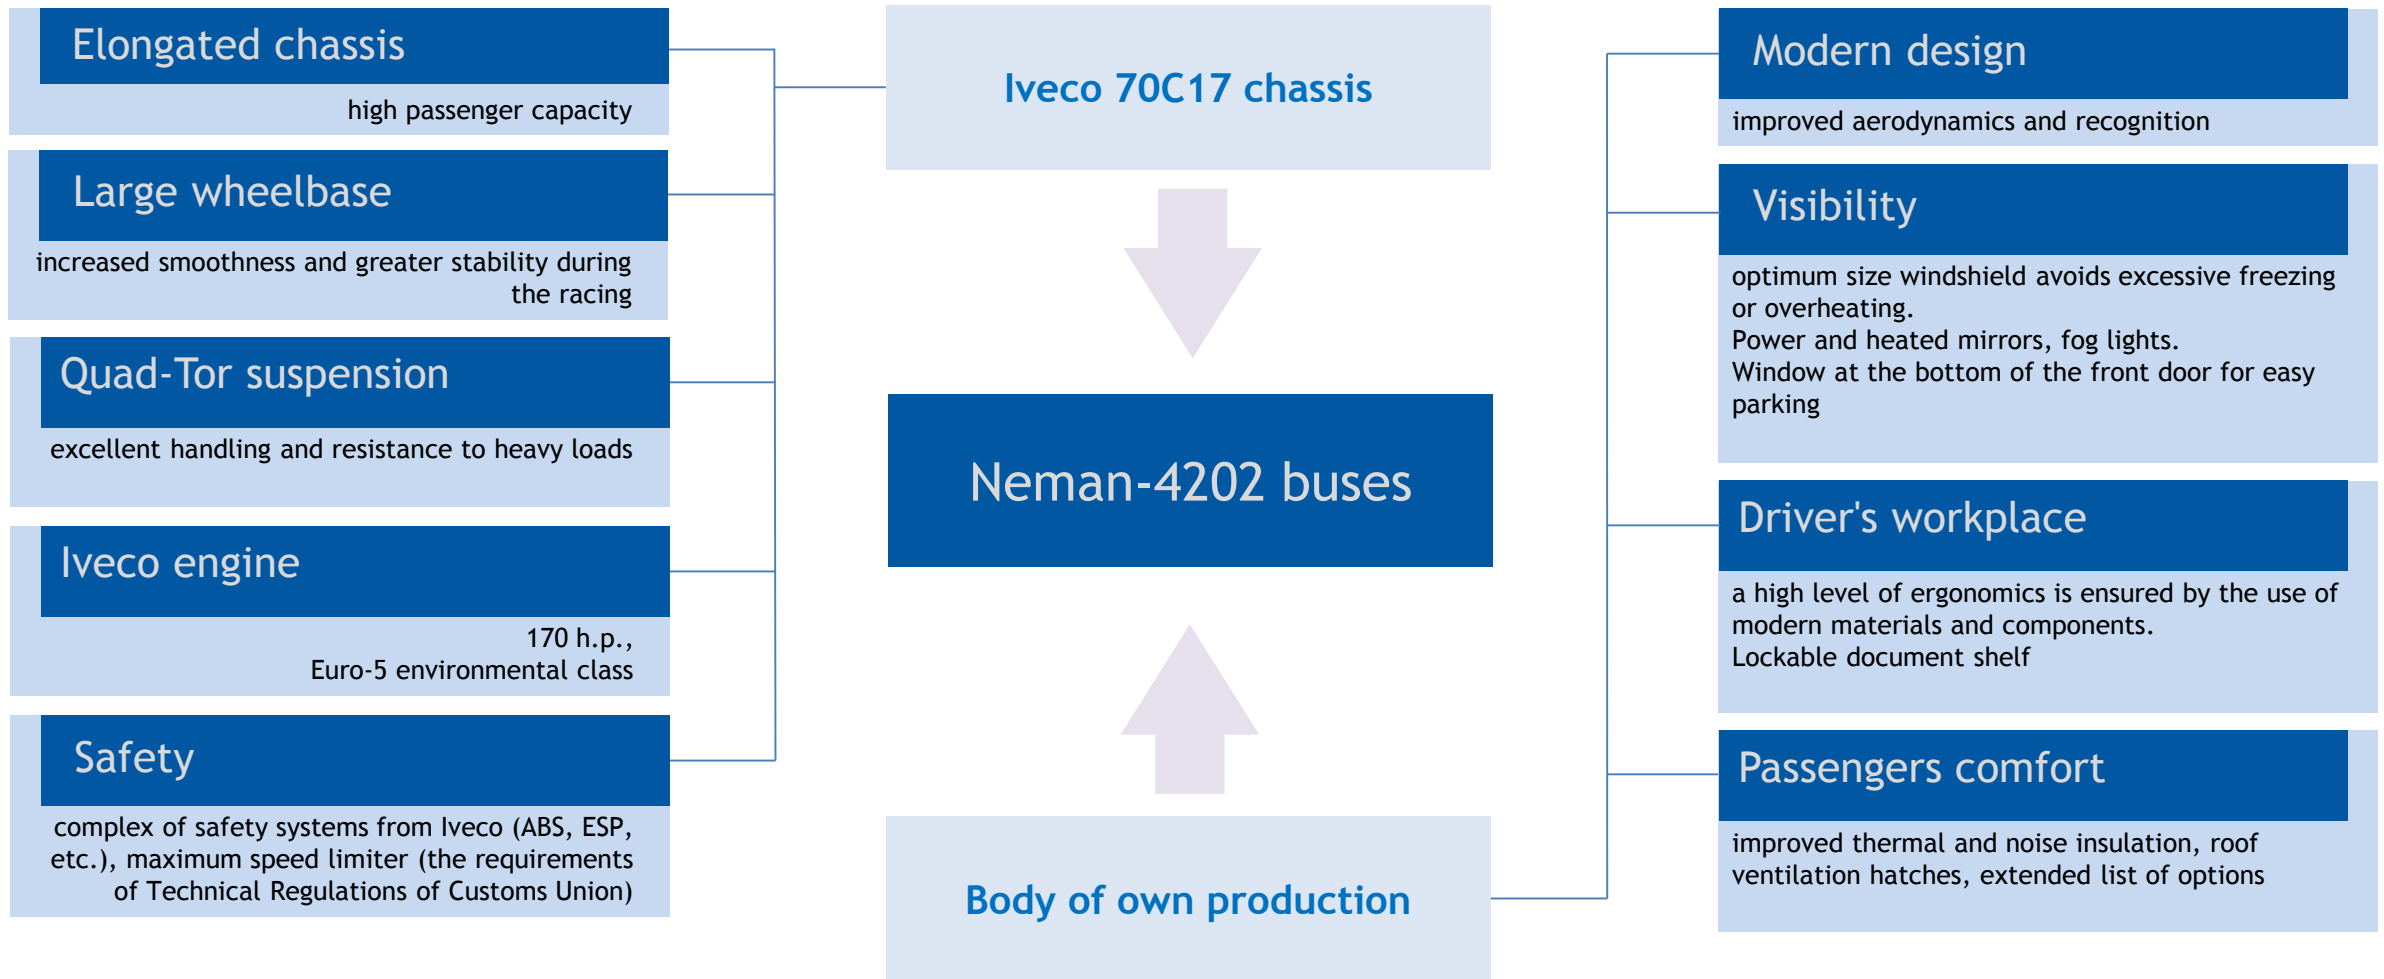 Elongated chassis
high passenger capacity
Large wheelbase
increased smoothness and greater stability during
the racing
Quad-Tor suspension
excellent handling and resistance to heavy loads
Iveco engine
170 h.p.,
Euro-5 environmental class
Safety
complex of safety systems from Iveco (ABS, ESP,
etc.), maximum speed limiter (the requirements
of Technical Regulations of Customs Union)
Iveco 70C17 chassis
Neman-4202 buses
Body of own production
Modern design
improved aerodynamics and recognition
Visibility
optimum size windshield avoids excessive freezing
or overheating.
Power and heated mirrors, fog lights.
Window at the bottom of the front door for easy
parking
Driver's workplace
a high level of ergonomics is ensured by the use of
modern materials and components.
Lockable document shelf
Passengers comfort
improved thermal and noise insulation, roof
ventilation hatches, extended list of options